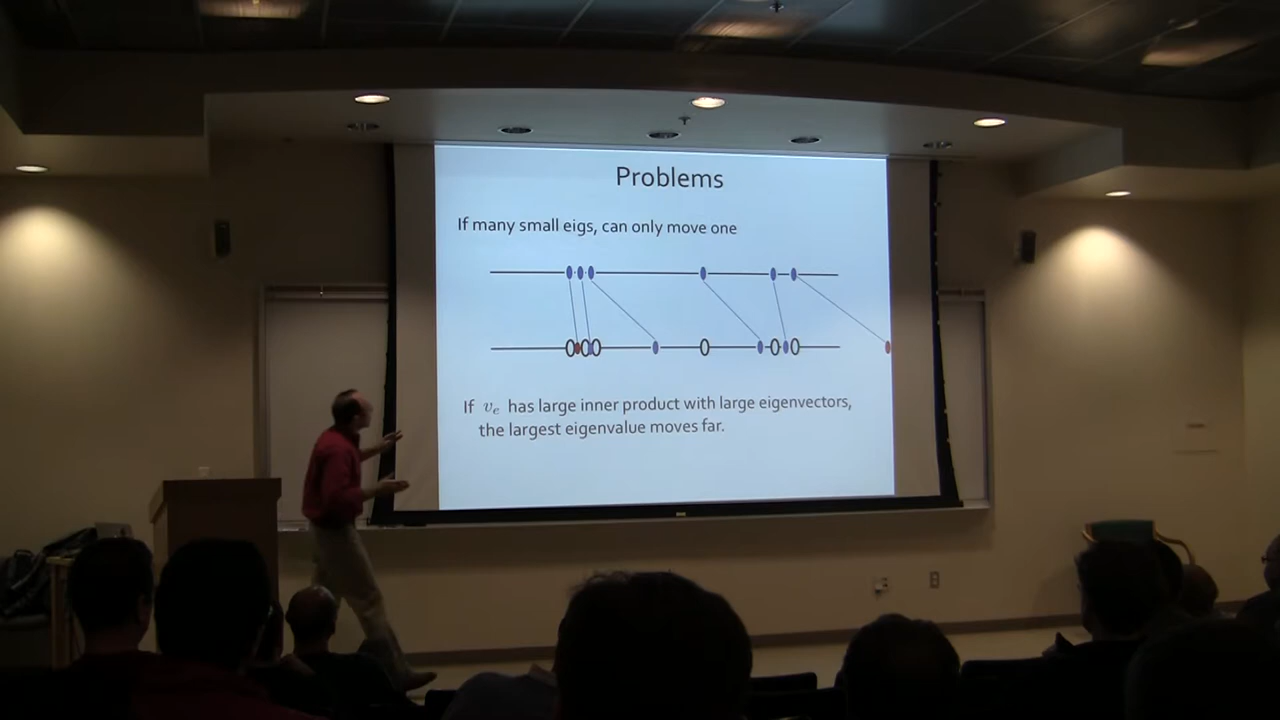 Problems
If many small eigs, can only move one
If vₑ has large inner product with large eigenvectors,
the largest eigenvalue moves far.